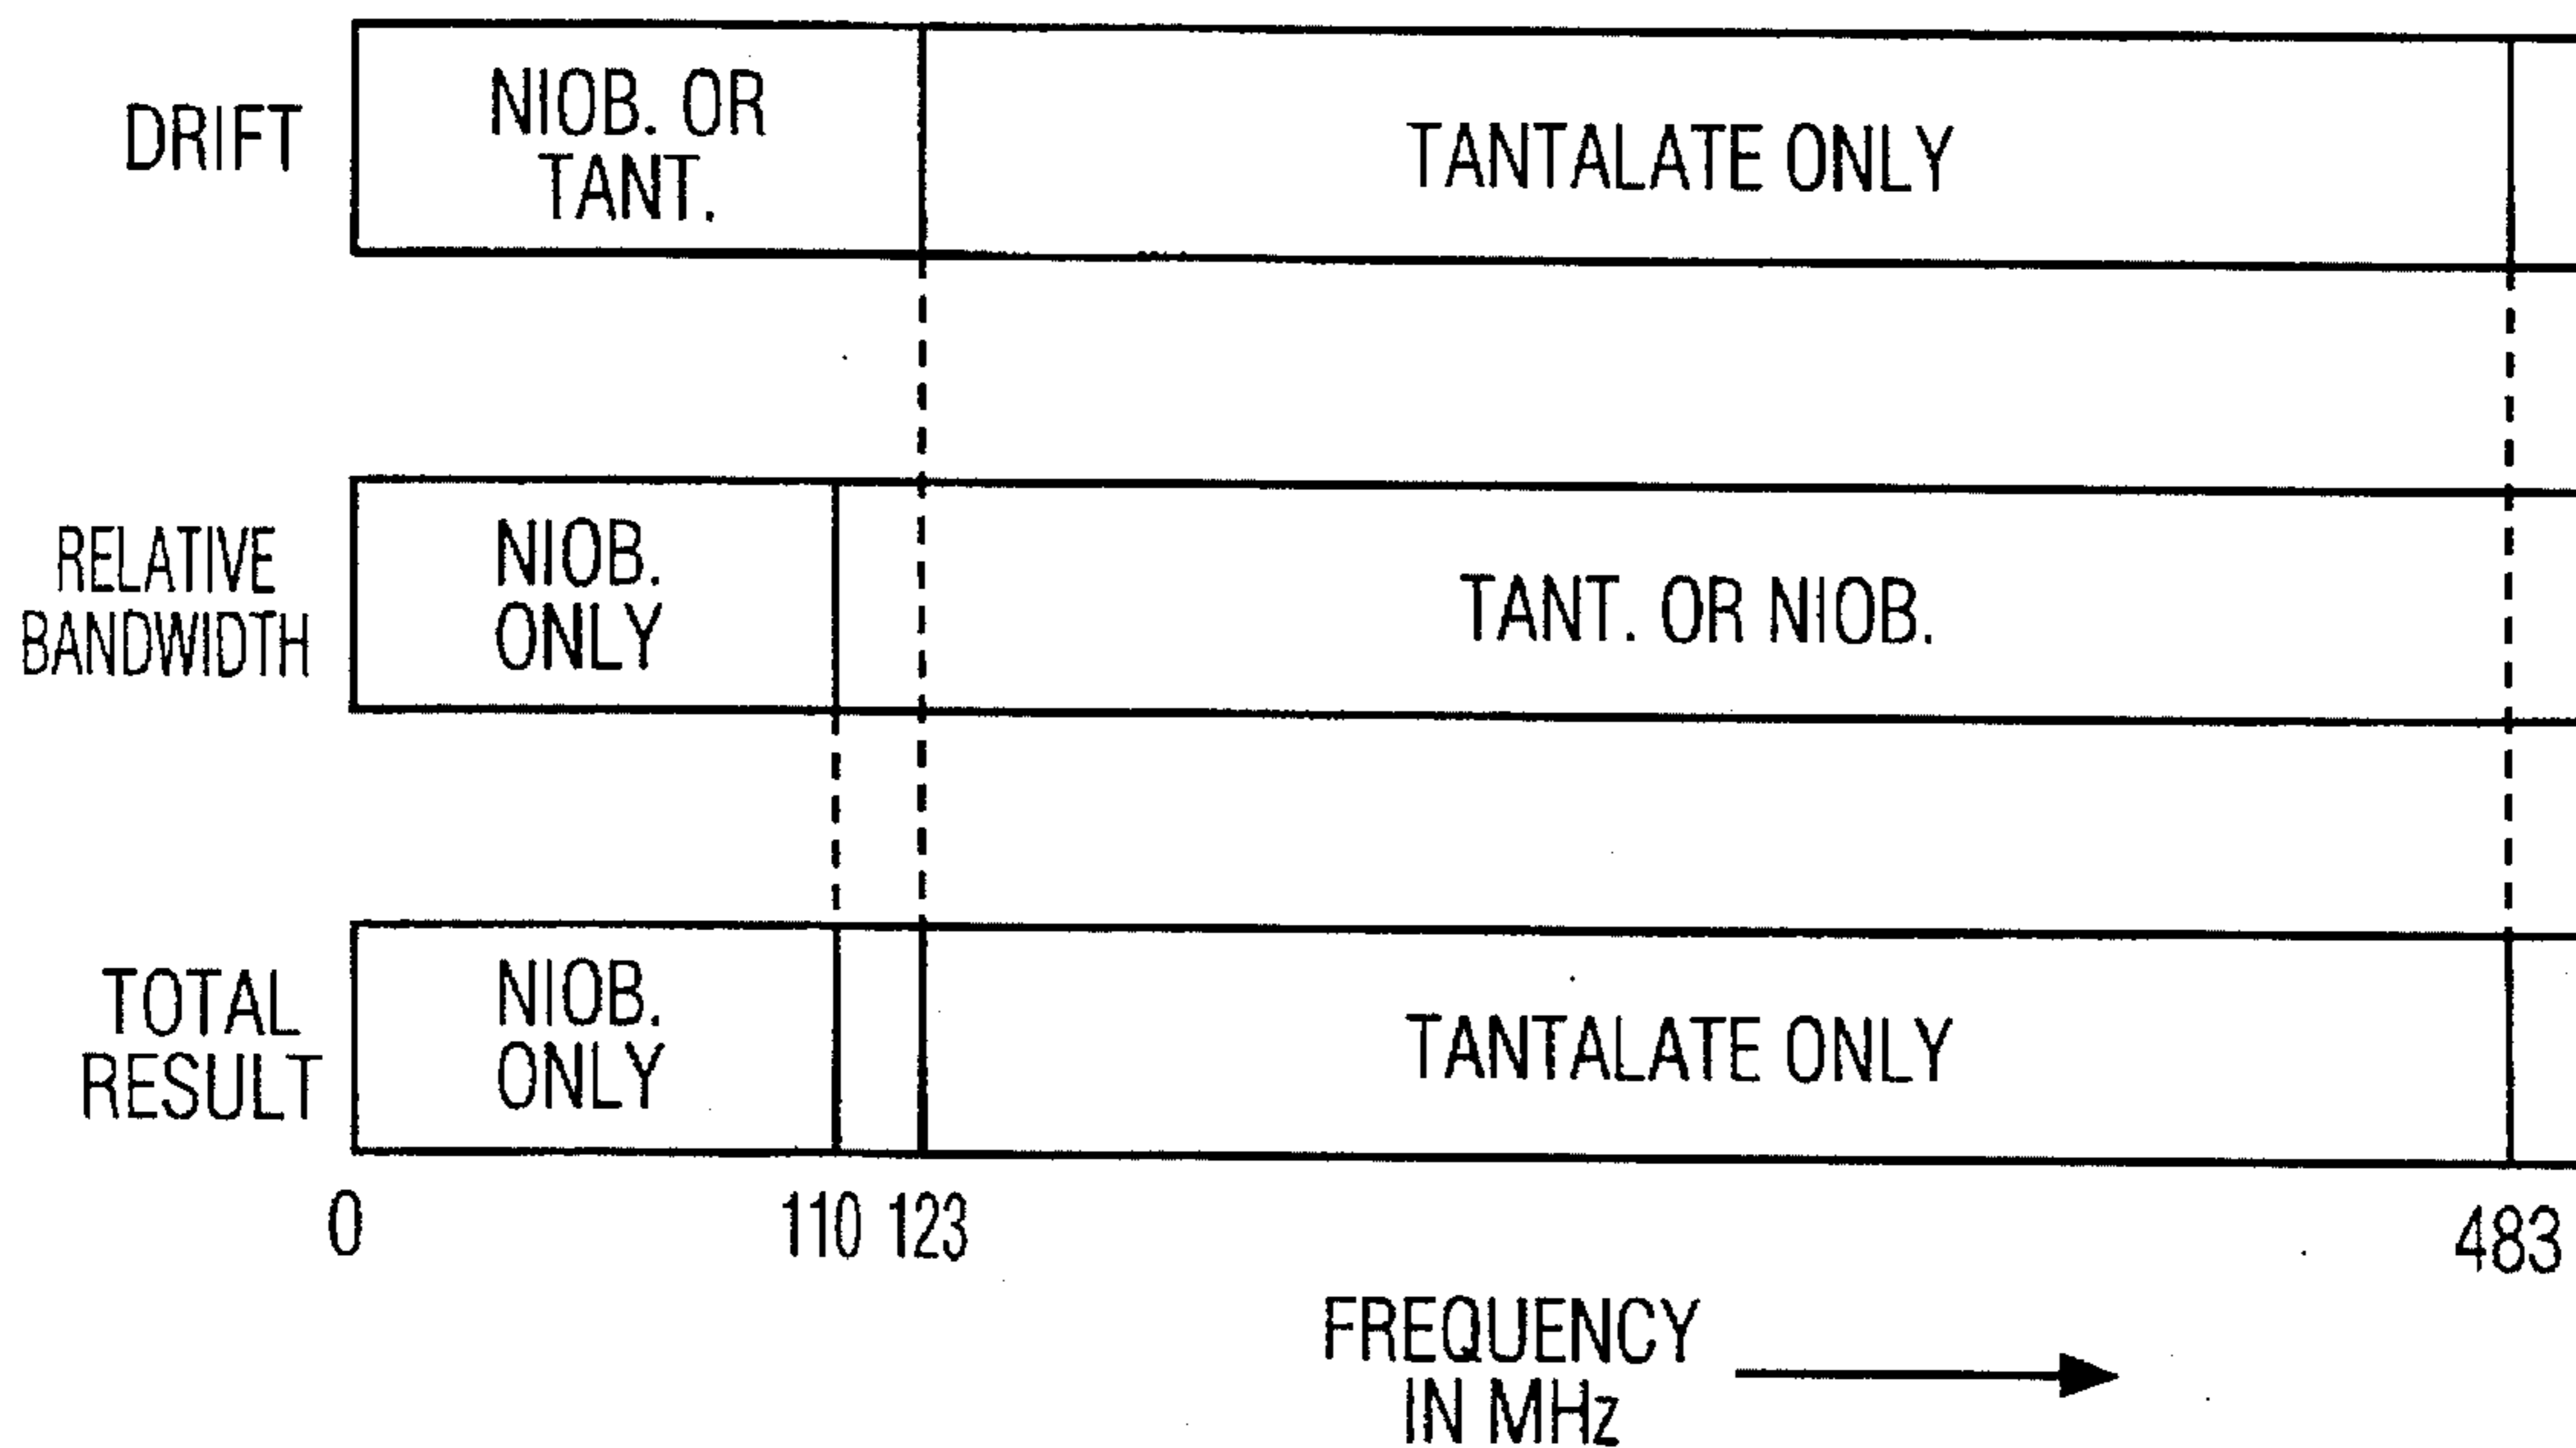 DRIFT
NIOB. OR
TANT.
TANTALATE ONLY
RELATIVE
BANDWIDTH
NIOB.
ONLY
TANT. OR NIOB.
TOTAL
RESULT
NIOB.
ONLY
TANTALATE ONLY
0
110
123
483
FREQUENCY
IN MHz